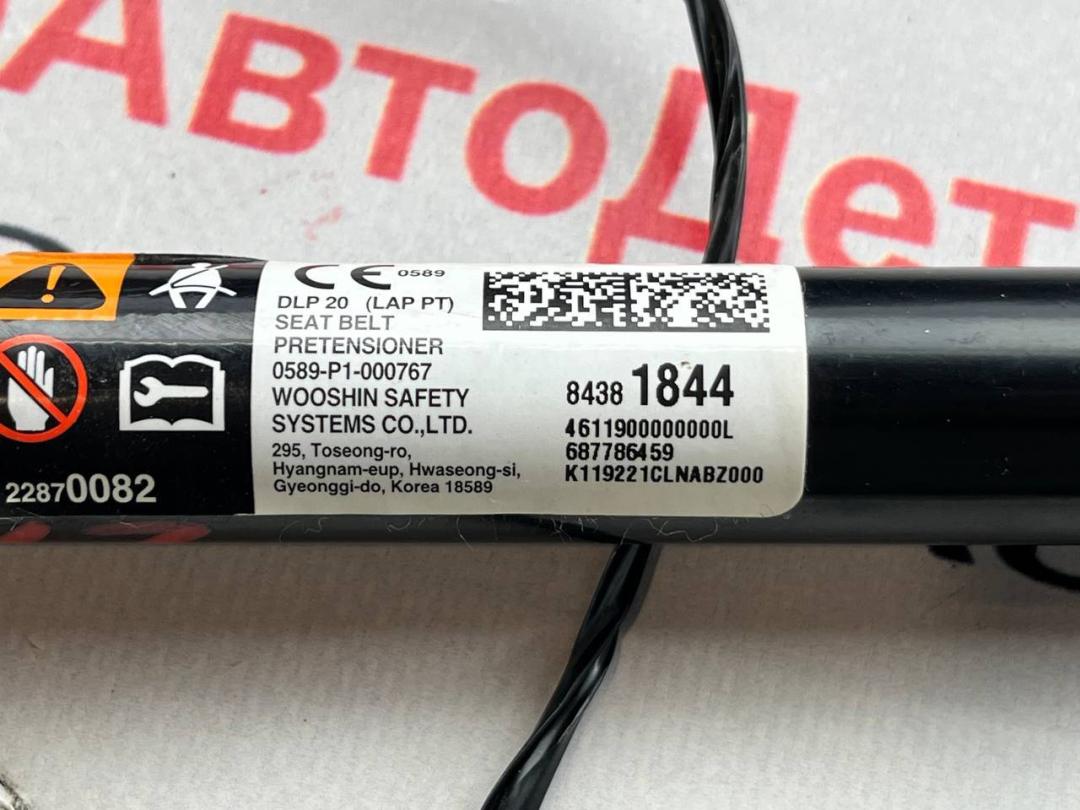 АвтоДет
CE 0589
DLP 20 (LAP PT)
SEAT BELT
PRETENSIONER
0589-P1-000767
WOOSHIN SAFETY
SYSTEMS CO.,LTD.
295, Toseong-ro,
Hyangnam-eup, Hwaseong-si,
Gyeonggi-do, Korea 18589
8438 1844
4611900000000L
687786459
K119221CLNABZ000
22870082